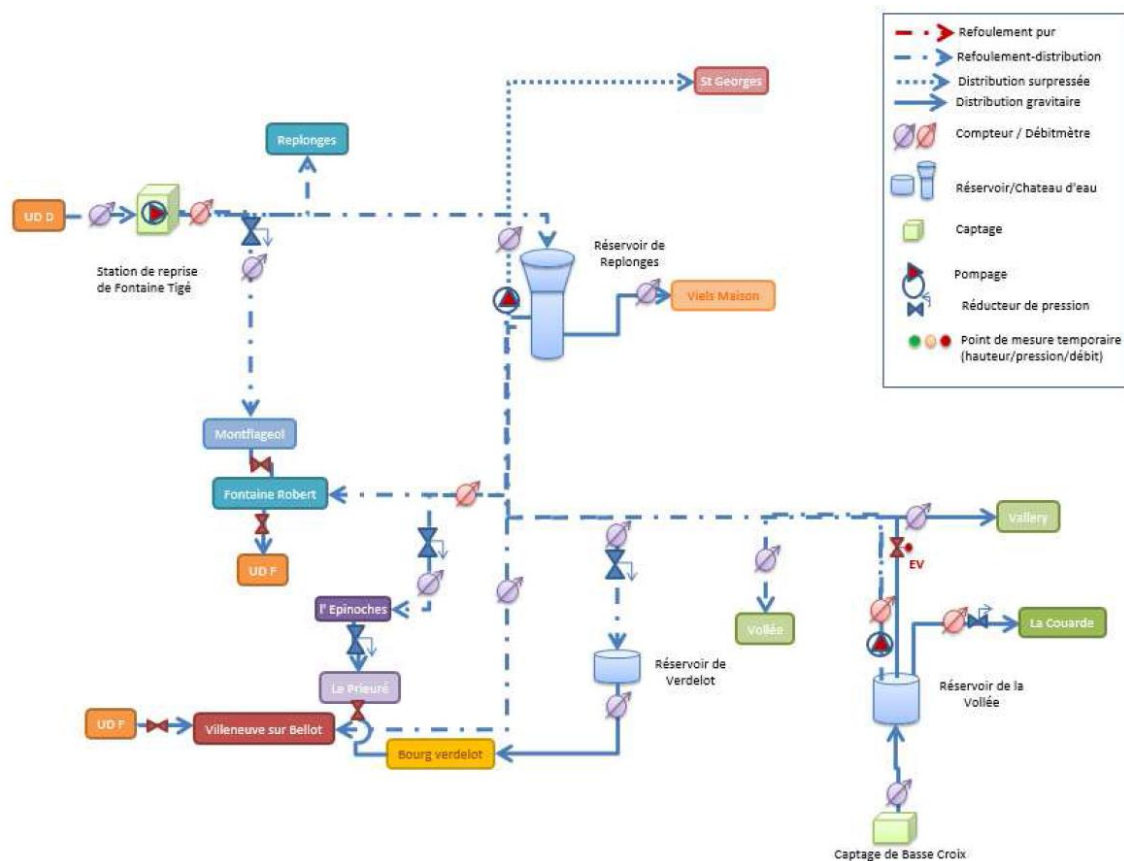 Refoulement pur
Refoulement-distribution
Distribution surpressée
Distribution gravitaire
Compteur / Débitmètre
Réservoir/Chateau d'eau
Captage
Pompage
Réducteur de pression
Point de mesure temporaire
(hauteur/pression/débit)
St Georges
Replonges
UD D
Station de reprise
de Fontaine Tigé
Réservoir de
Replonges
Viels Maison
Montflageol
Fontaine Robert
UD F
Vallery
EV
l' Epinoches
Vollée
La Couarde
Réservoir de
Verdelot
Réservoir de la
Vollée
Le Prieuré
UD F
Villeneuve sur Bellot
Bourg verdelot
Captage de Basse Croix